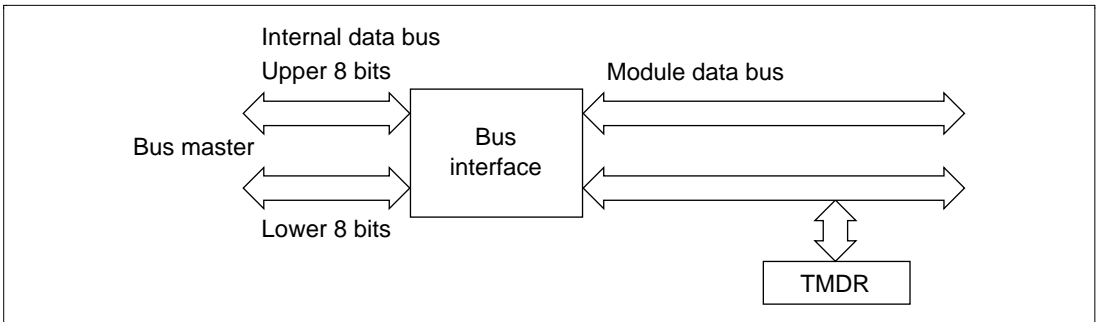 Internal data bus
Upper 8 bits
Module data bus
Bus master
Bus
interface
Lower 8 bits
TMDR